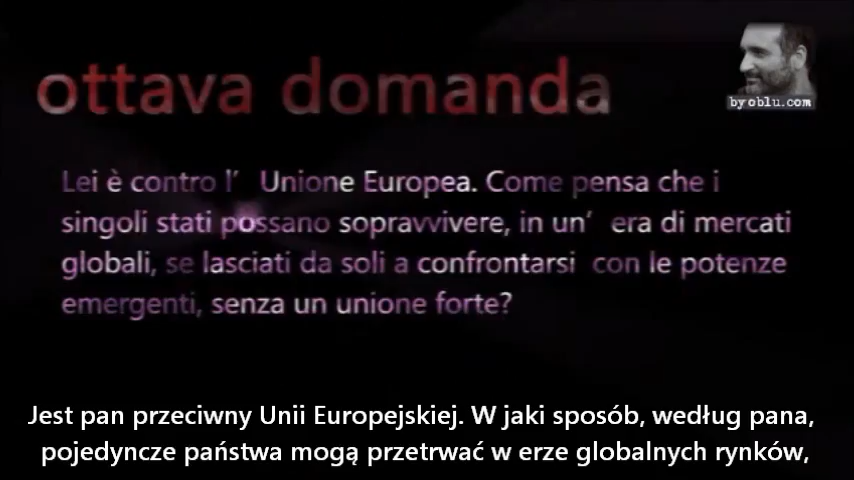 ottava domanda
byoblu.com
Lei è contro l' Unione Europea. Come pensa che i
singoli stati possano sopravvivere, in un' era di mercati
globali, se lasciati da soli a confrontarsi con le potenze
emergenti, senza un unione forte?
Jest pan przeciwny Unii Europejskiej. W jaki sposób, według pana,
pojedyncze państwa mogą przetrwać w erze globalnych rynków,